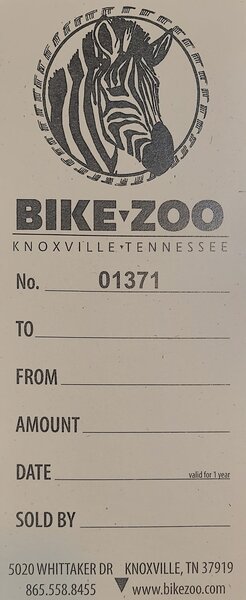 BIKE▾ZOO
KNOXVILLE▾TENNESSEE
No. 01371
TO
FROM
AMOUNT
DATE valid for 1 year
SOLD BY
5020 WHITTAKER DR KNOXVILLE, TN 37919
865.558.8455 ▼ www.bikezoo.com